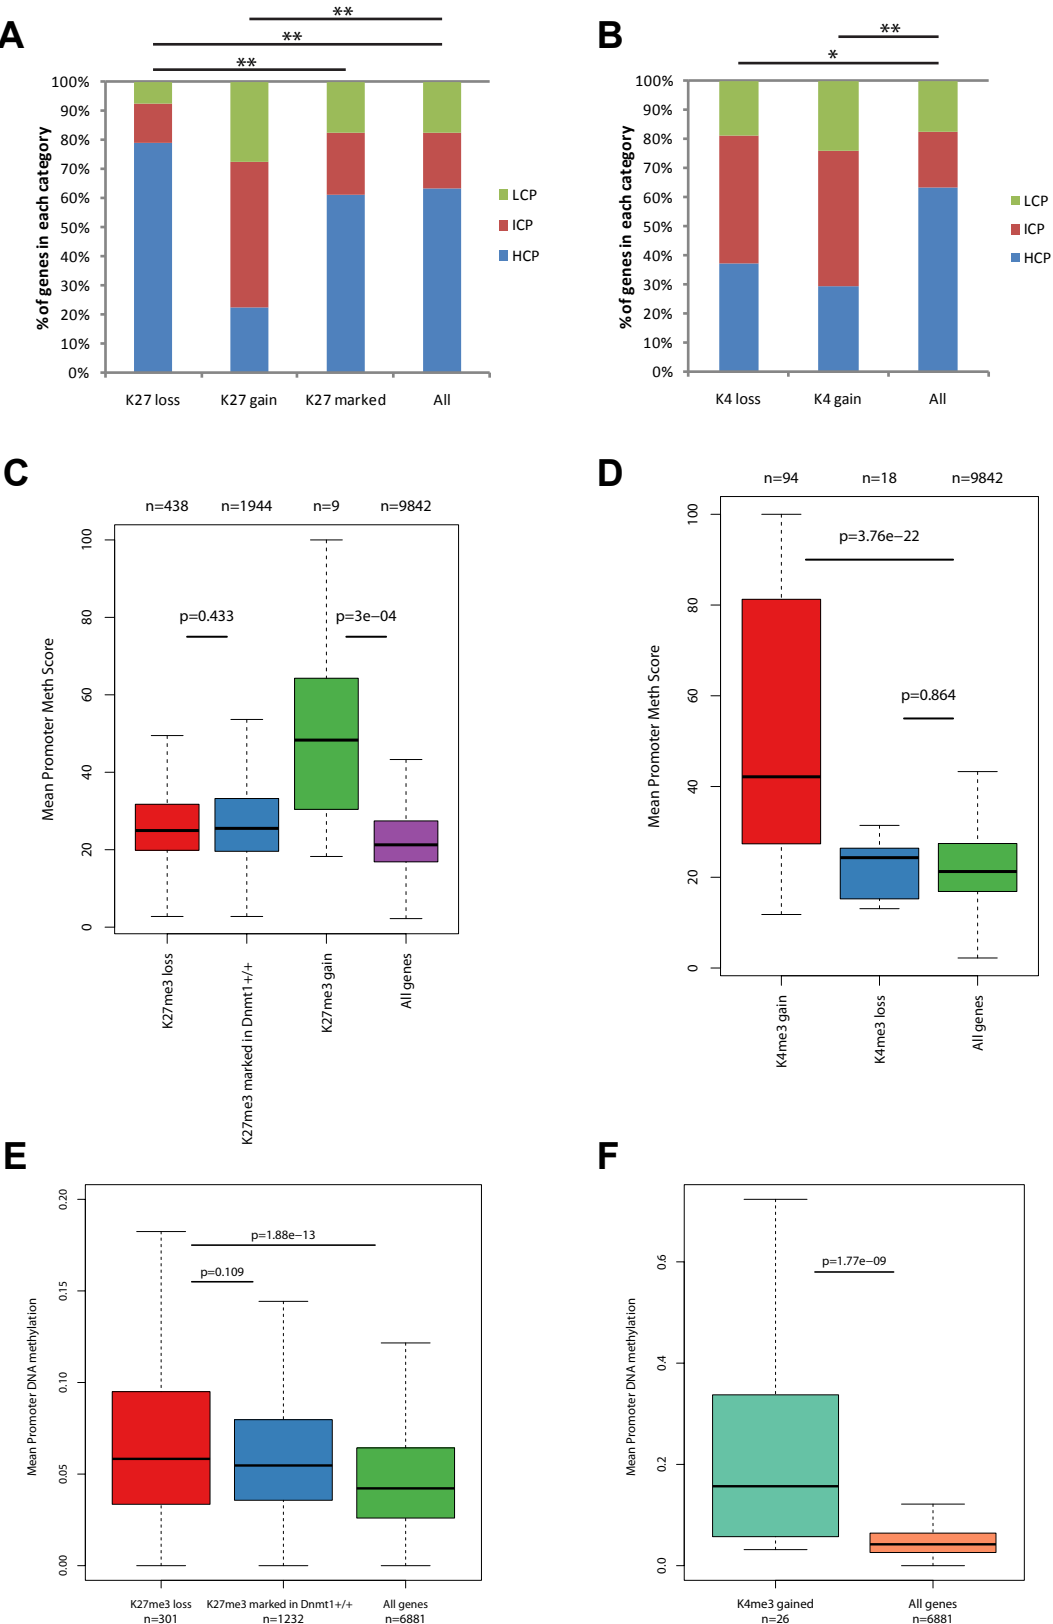 A
**
**
**
100%
90%
80%
70%
60%
50%
40%
30%
20%
10%
0%
% of genes in each category
K27 loss
K27 gain
K27 marked
All
LCP
ICP
HCP
B
**
*
100%
90%
80%
70%
60%
50%
40%
30%
20%
10%
0%
% of genes in each category
K4 loss
K4 gain
All
LCP
ICP
HCP
C
n=438
n=1944
n=9
n=9842
100
80
60
40
20
0
Mean Promoter Meth Score
p=0.433
p=3e−04
K27me3 loss
K27me3 marked in Dnmt1+/+
K27me3 gain
All genes
D
n=94
n=18
n=9842
100
80
60
40
20
0
Mean Promoter Meth Score
p=3.76e−22
p=0.864
K4me3 gain
K4me3 loss
All genes
E
0.20
0.15
0.10
0.05
0.00
Mean Promoter DNA methylation
p=1.88e−13
p=0.109
K27me3 loss
n=301
K27me3 marked in Dnmt1+/+
n=1232
All genes
n=6881
F
0.6
0.4
0.2
0.0
Mean Promoter DNA methylation
p=1.77e−09
K4me3 gained
n=26
All genes
n=6881